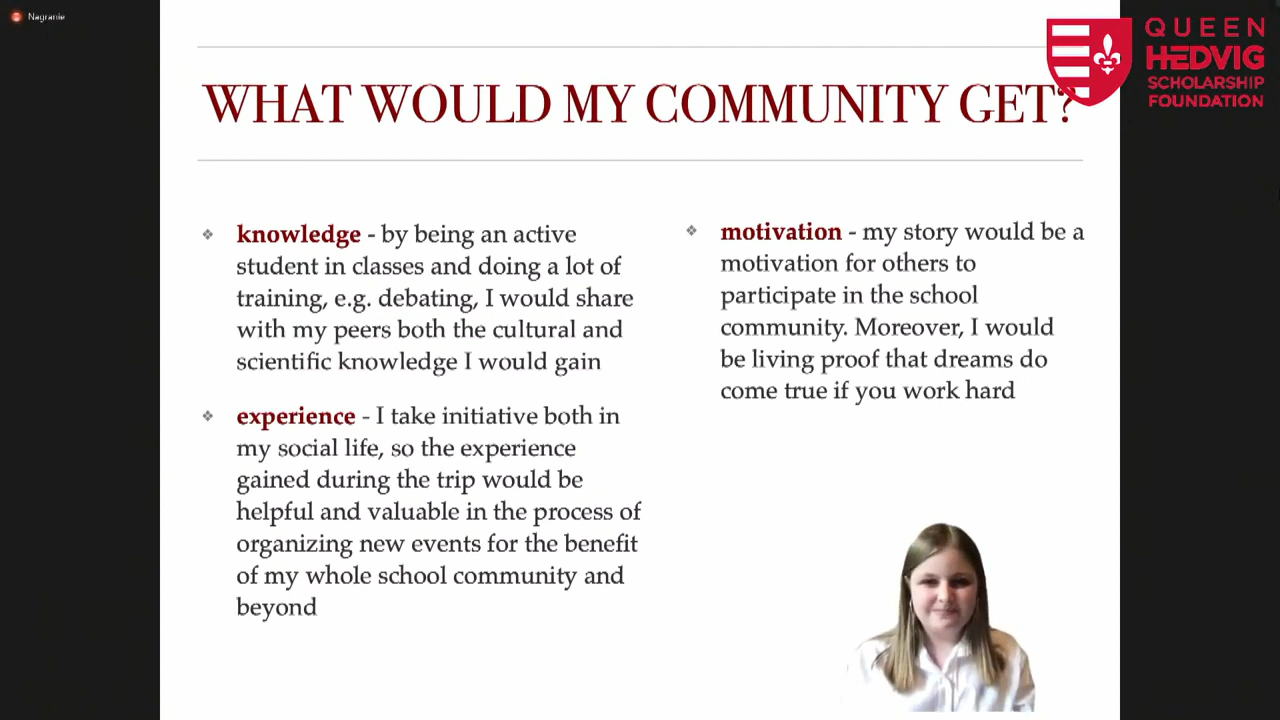 Nagranie
QUEEN
HEDVIG
SCHOLARSHIP
FOUNDATION
WHAT WOULD MY COMMUNITY GET?
knowledge - by being an active
student in classes and doing a lot of
training, e.g. debating, I would share
with my peers both the cultural and
scientific knowledge I would gain
experience - I take initiative both in
my social life, so the experience
gained during the trip would be
helpful and valuable in the process of
organizing new events for the benefit
of my whole school community and
beyond
motivation - my story would be a
motivation for others to
participate in the school
community. Moreover, I would
be living proof that dreams do
come true if you work hard